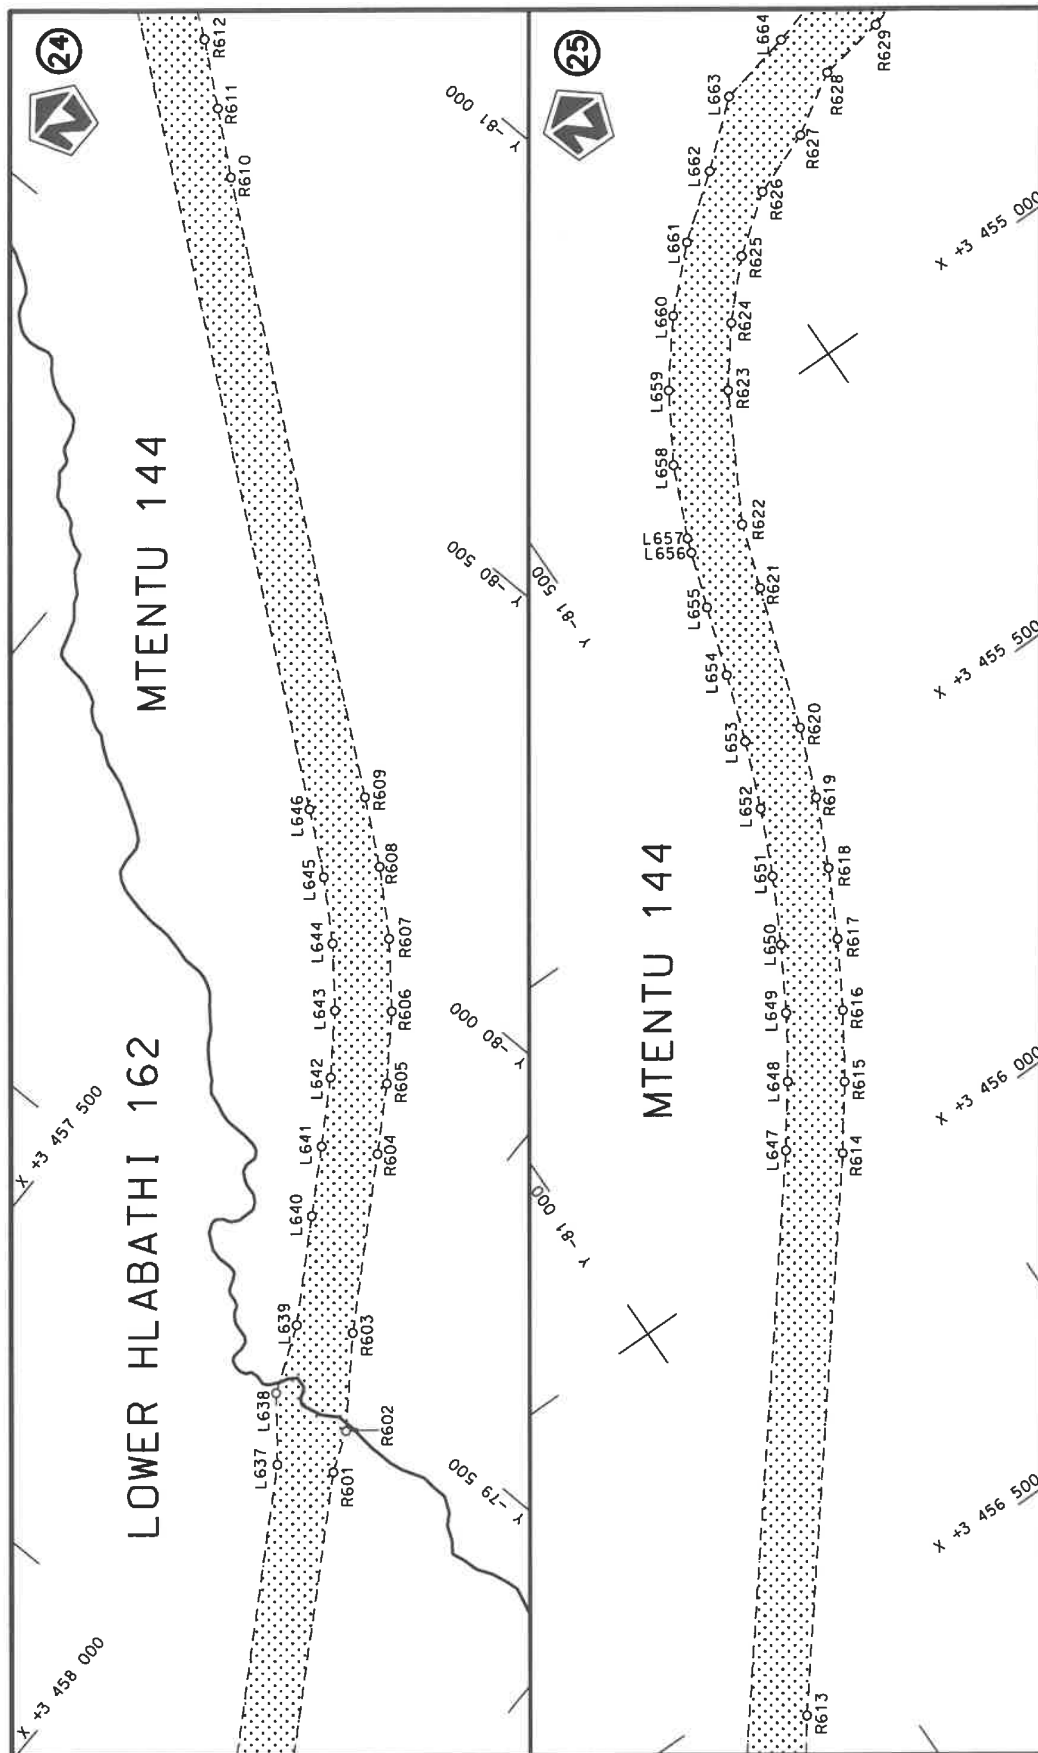 24
LOWER HLABATHI 162
MTENTU 144
X +3 458 000
X +3 457 500
L637
L638
L639
L640
L641
L642
L643
L644
L645
L646
R601
R602
R603
R604
R605
R606
R607
R608
R609
R610
R611
R612
Y -79 500
Y -80 000
Y -80 500
Y -81 000
25
MTENTU 144
Y -81 000
Y -81 500
L647
L648
L649
L650
L651
L652
L653
L654
L655
L656
L657
L658
L659
L660
L661
L662
L663
L664
R613
R614
R615
R616
R617
R618
R619
R620
R621
R622
R623
R624
R625
R626
R627
R628
R629
X +3 456 500
X +3 456 000
X +3 455 500
X +3 455 000